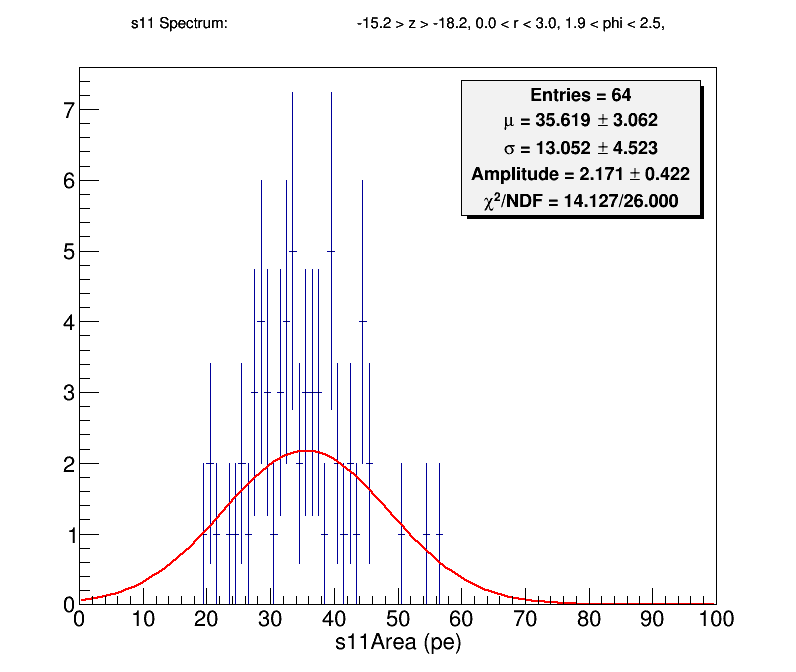 s11 Spectrum: -15.2 > z > -18.2, 0.0 < r < 3.0, 1.9 < phi < 2.5,
Entries = 64
μ = 35.619 ± 3.062
σ = 13.052 ± 4.523
Amplitude = 2.171 ± 0.422
χ²/NDF = 14.127/26.000
7
6
5
4
3
2
1
0
0 10 20 30 40 50 60 70 80 90 100
s11Area (pe)